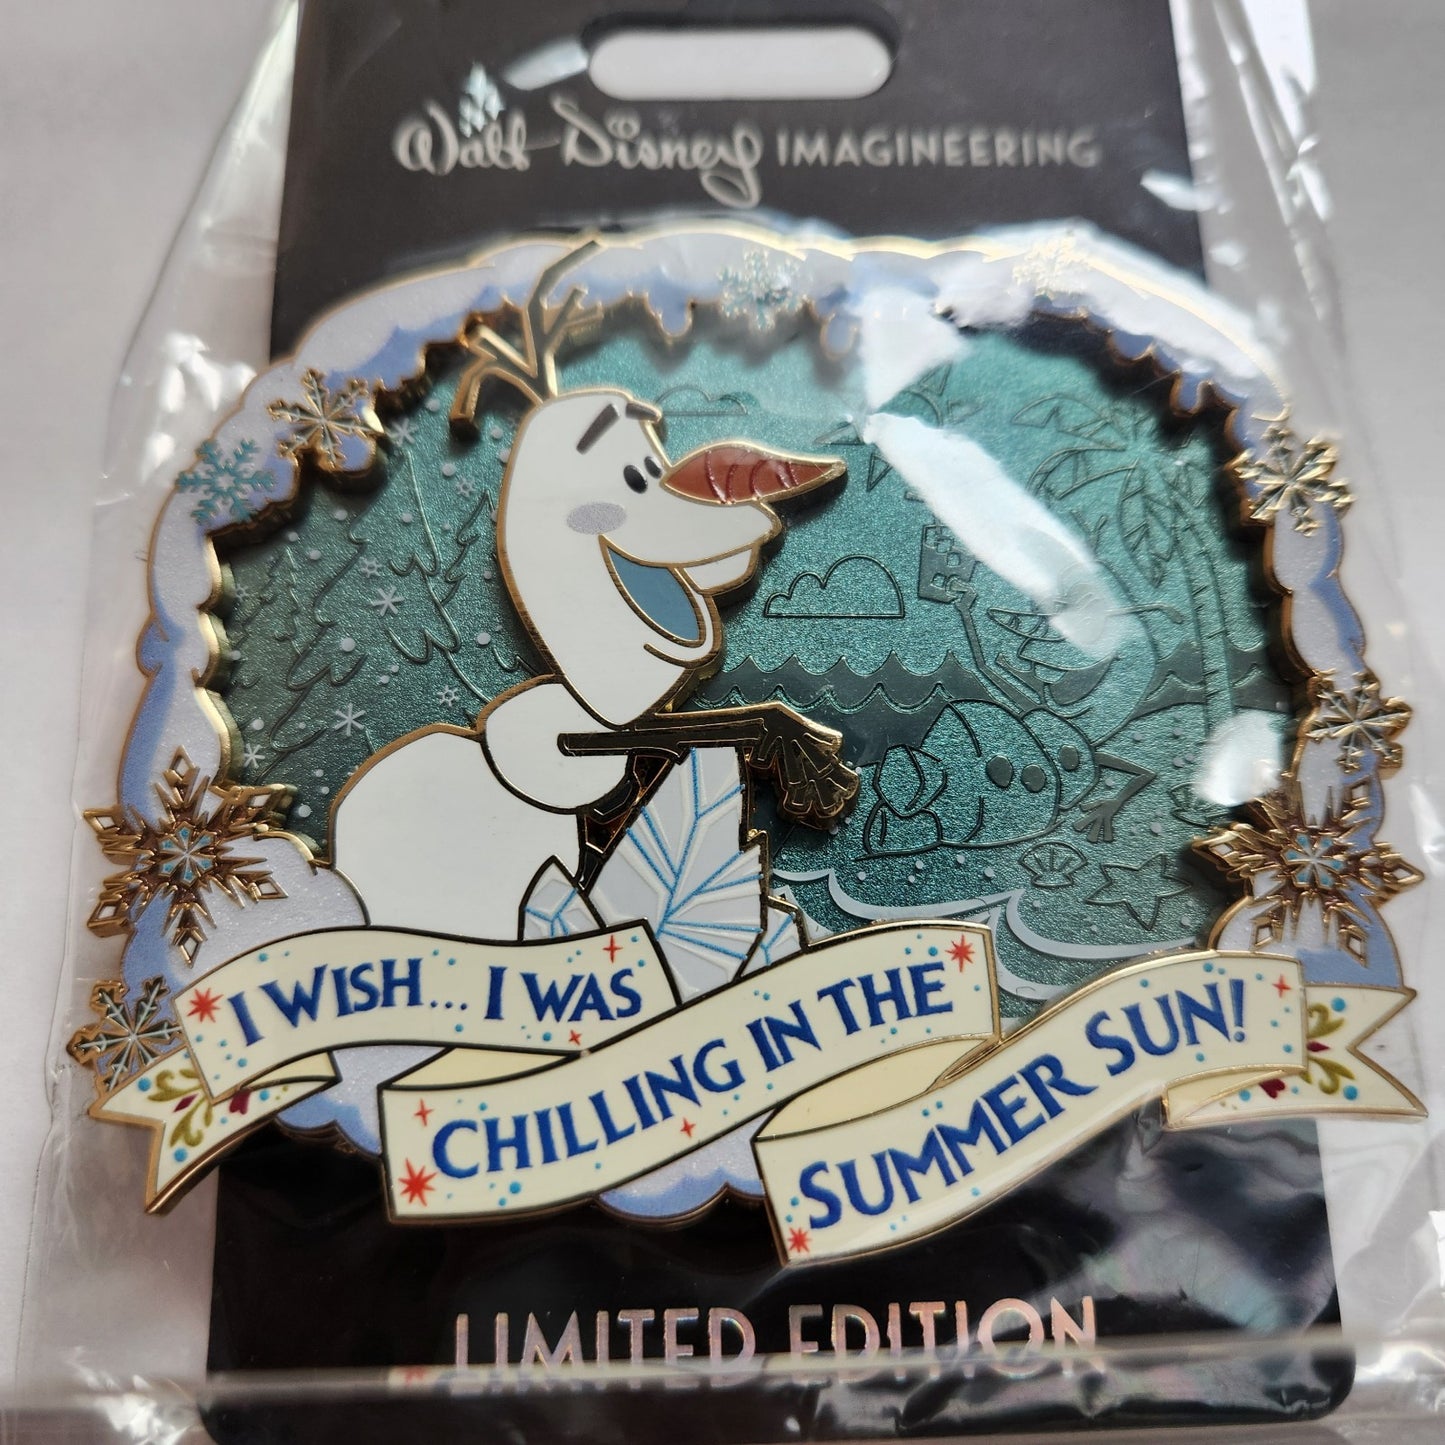 Walt Disney IMAGINEERING
I WISH... I WAS
CHILLING IN THE
SUMMER SUN!
LIMITED EDITION